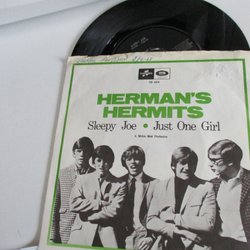 HERMAN'S
HERMITS
Sleepy Joe • Just One Girl
A Mickie Most Production